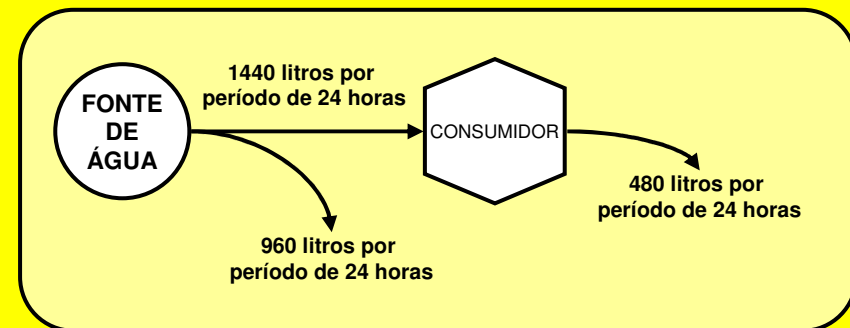 FONTE
DE
ÁGUA
1440 litros por
período de 24 horas
CONSUMIDOR
480 litros por
período de 24 horas
960 litros por
período de 24 horas